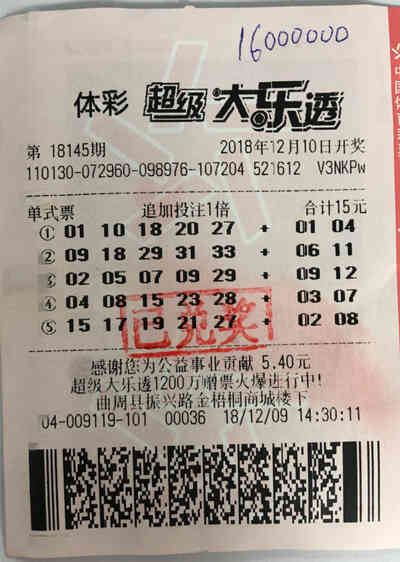 16000000
体彩 超级大乐透
第 18145期 2018年12月10日开奖
110130-072960-098976-107204 521612 V3NKPw
单式票 追加投注1倍 合计15元
① 01 10 18 20 27 + 01 04
② 09 18 29 31 33 + 06 11
③ 02 05 07 09 29 + 09 12
④ 04 08 15 23 28 + 03 07
⑤ 15 17 19 21 27 + 02 08
已兑奖
感谢您为公益事业贡献 5.40元
超级大乐透1200万赠票火爆进行中!
曲周县振兴路金梧桐商城楼下
04-009119-101 00036 18/12/09 14:30:11